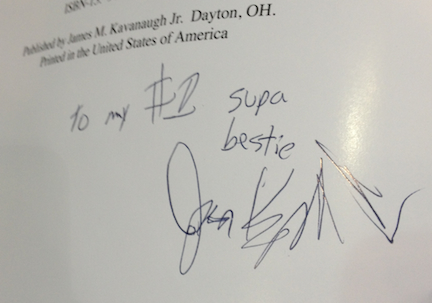 Published by James M. Kavanaugh Jr. Dayton, OH.
Printed in the United States of America
to my #1 supa
bestie